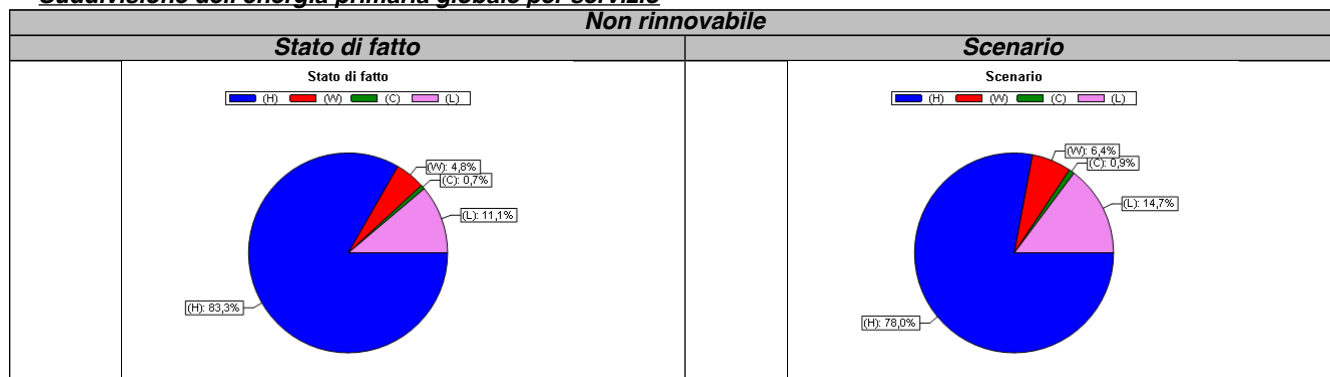 Suddivisione dell'energia primaria globale per servizio
Non rinnovabile
Stato di fatto Scenario
Stato di fatto
(H) (W) (C) (L)
(W): 4,8%
(C): 0,7%
(L): 11,1%
(H): 83,3%
Scenario
(H) (W) (C) (L)
(W): 6,4%
(C): 0,9%
(L): 14,7%
(H): 78,0%